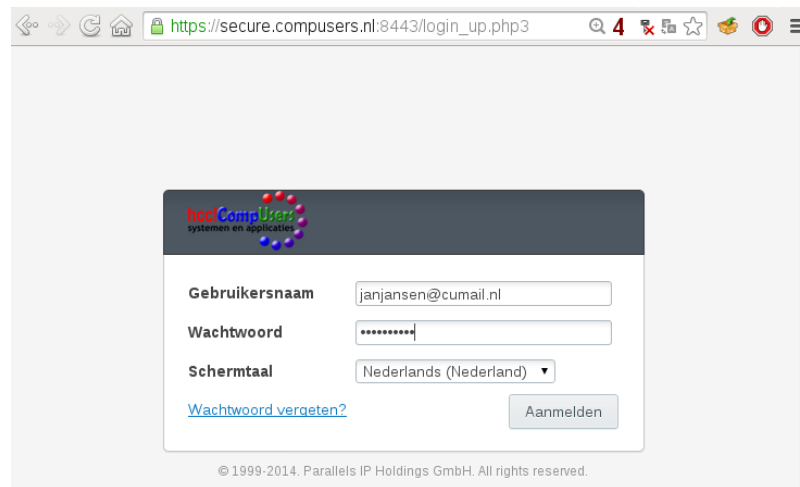 https://secure.compusers.nl:8443/login_up.php3
4
hcc!CompUsers
systemen en applicaties
Gebruikersnaam janjansen@cumail.nl
Wachtwoord ••••••••••
Schermtaal Nederlands (Nederland)
Wachtwoord vergeten? Aanmelden
© 1999-2014. Parallels IP Holdings GmbH. All rights reserved.